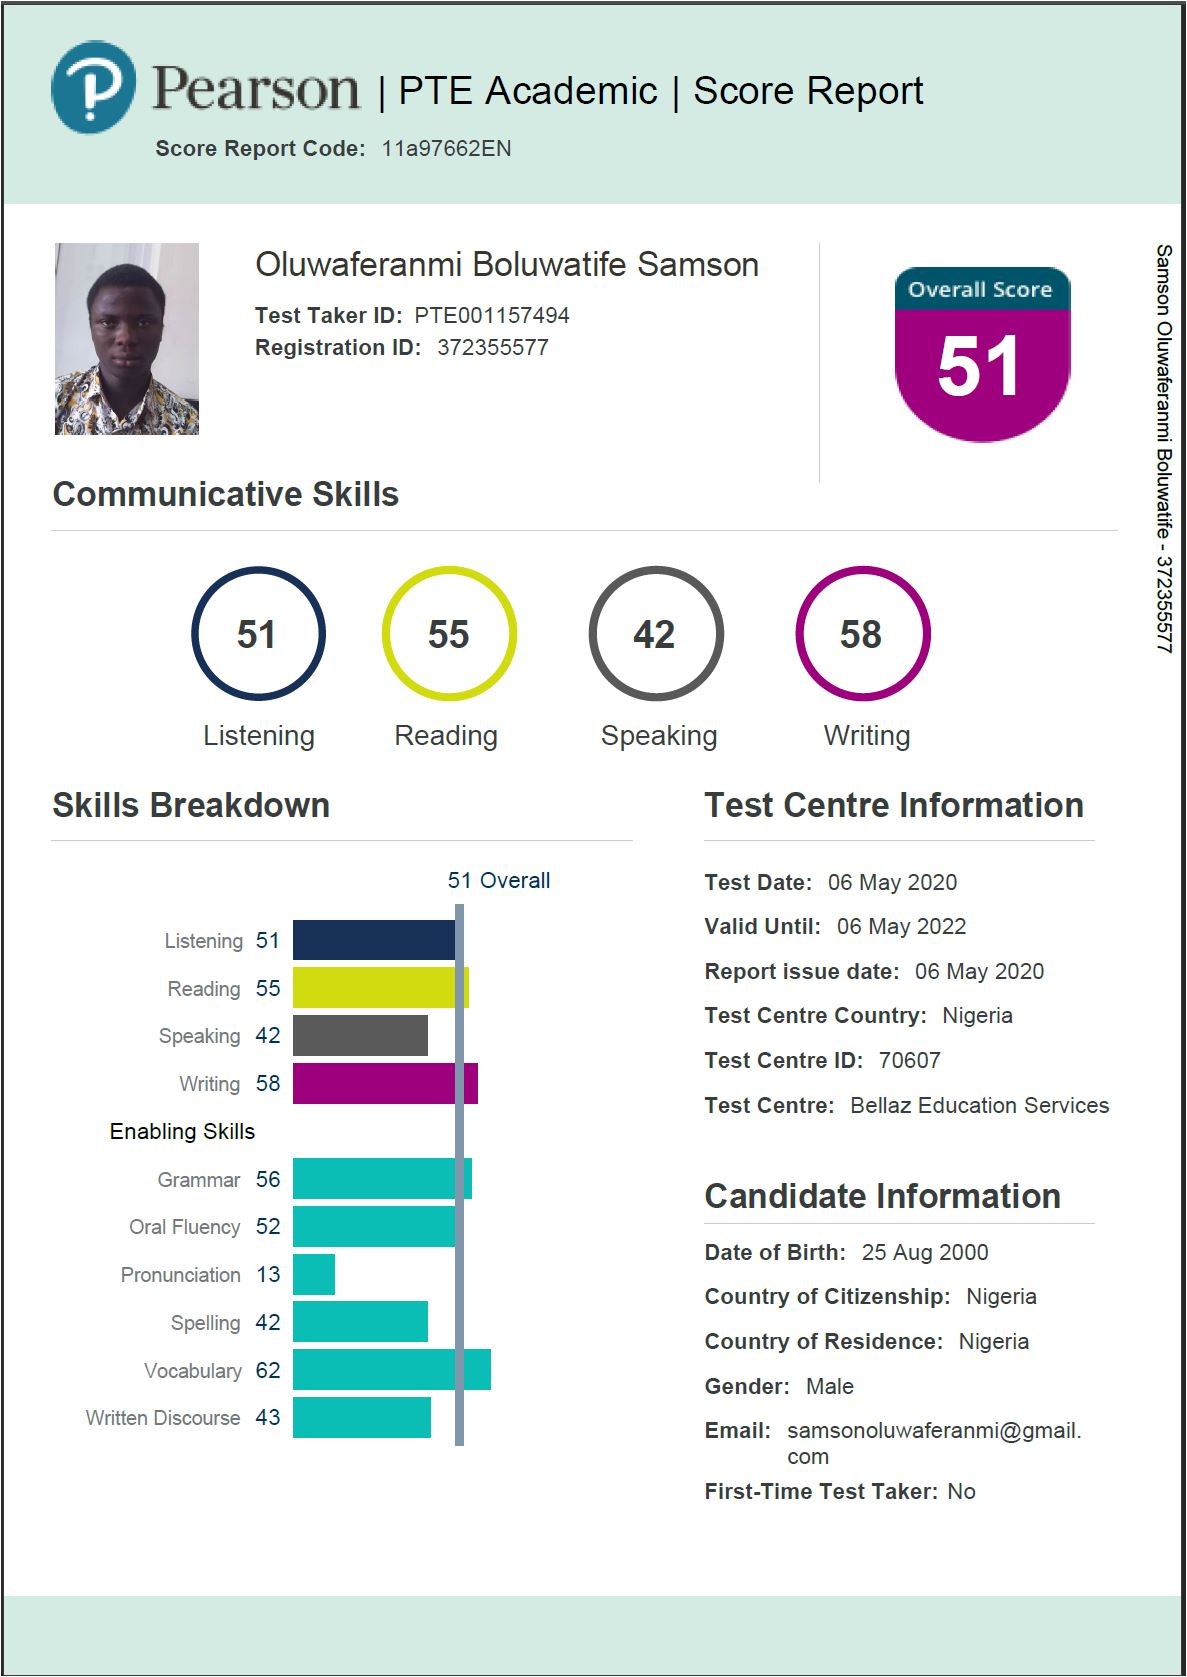 Pearson | PTE Academic | Score Report
Score Report Code: 11a97662EN
Oluwaferanmi Boluwatife Samson
Test Taker ID: PTE001157494
Registration ID: 372355577
Overall Score
51
Samson Oluwaferanmi Boluwatife - 372355577
Communicative Skills
51 55 42 58
Listening Reading Speaking Writing
Skills Breakdown
51 Overall
Listening 51
Reading 55
Speaking 42
Writing 58
Enabling Skills
Grammar 56
Oral Fluency 52
Pronunciation 13
Spelling 42
Vocabulary 62
Written Discourse 43
Test Centre Information
Test Date: 06 May 2020
Valid Until: 06 May 2022
Report issue date: 06 May 2020
Test Centre Country: Nigeria
Test Centre ID: 70607
Test Centre: Bellaz Education Services
Candidate Information
Date of Birth: 25 Aug 2000
Country of Citizenship: Nigeria
Country of Residence: Nigeria
Gender: Male
Email: samsonoluwaferanmi@gmail.
com
First-Time Test Taker: No